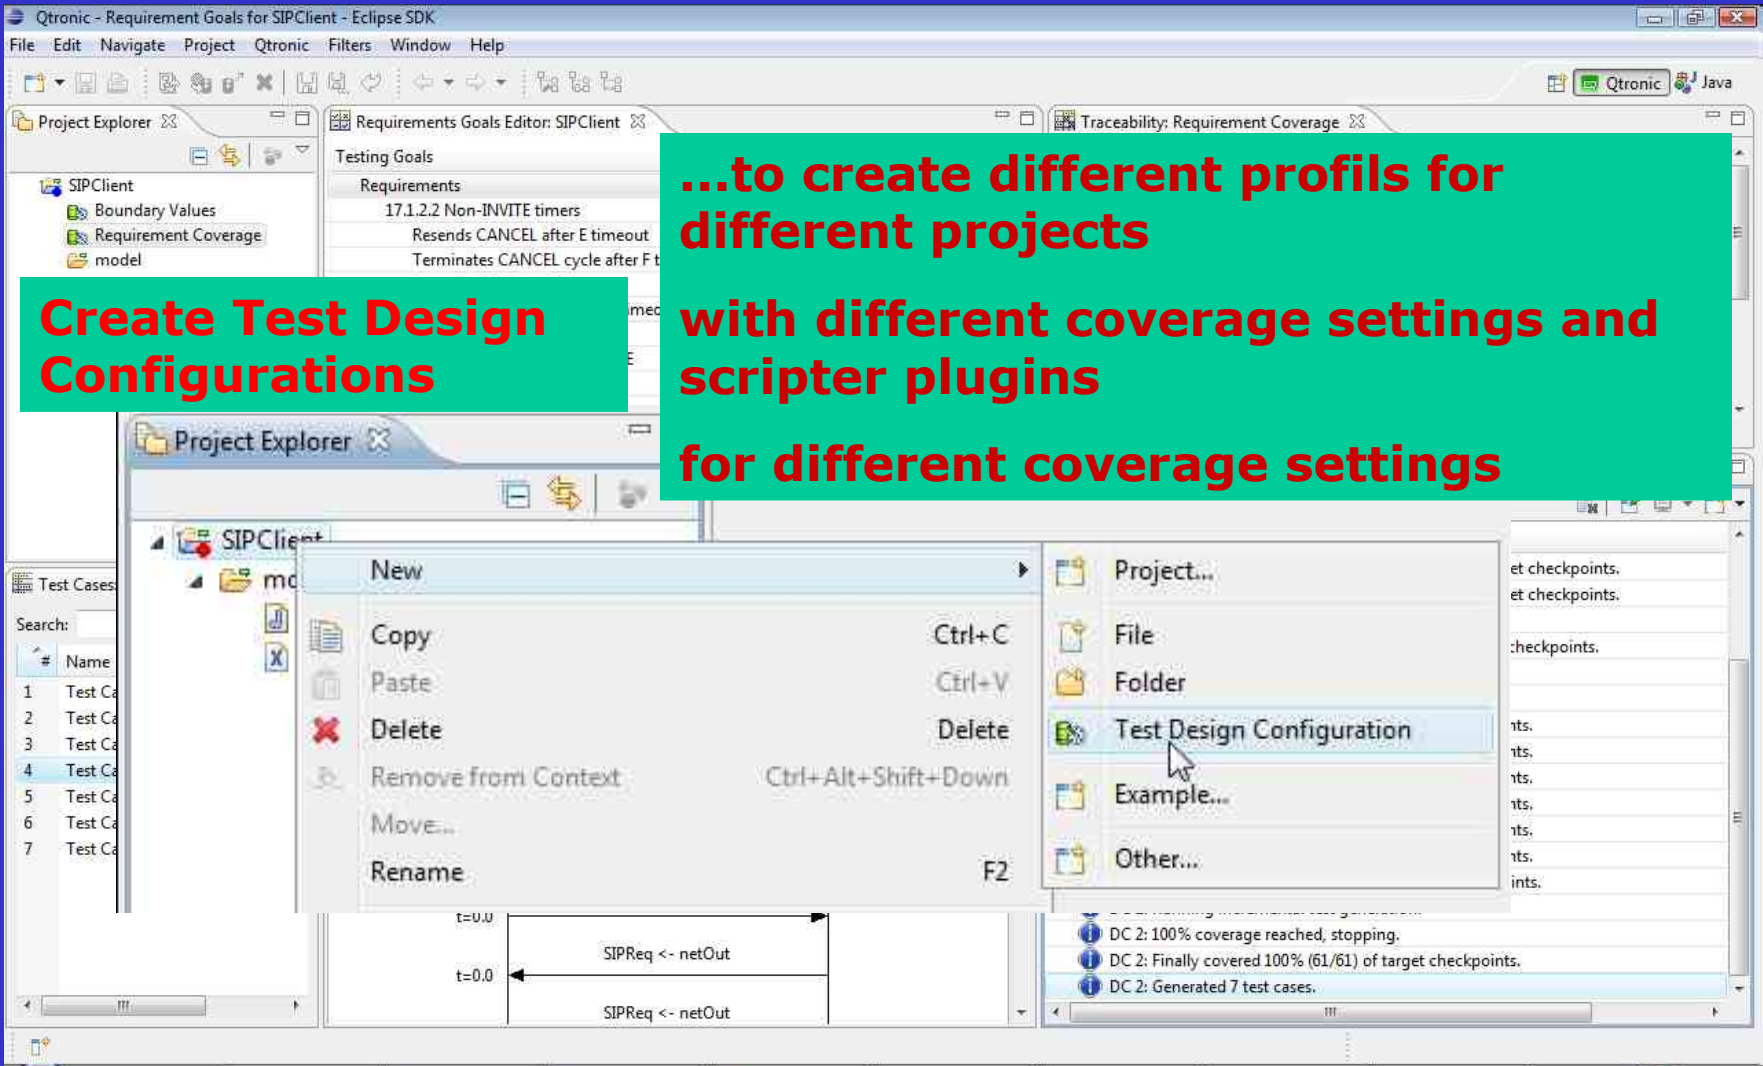 Qtronic - Requirement Goals for SIPClient - Eclipse SDK
File Edit Navigate Project Qtronic Filters Window Help
Qtronic Java
Project Explorer
Requirements Goals Editor: SIPClient
Traceability: Requirement Coverage
SIPClient
Boundary Values
Requirement Coverage
model
Testing Goals
Requirements
17.1.2.2 Non-INVITE timers
Resends CANCEL after E timeout
Terminates CANCEL cycle after F t
...to create different profils for
different projects
with different coverage settings and
scripter plugins
for different coverage settings
Create Test Design
Configurations
Project Explorer
SIPClient
New
Copy Ctrl+C
Paste Ctrl+V
Delete Delete
Remove from Context Ctrl+Alt+Shift+Down
Move...
Rename F2
Project...
File
Folder
Test Design Configuration
Example...
Other...
Test Cases:
Search:
# Name
1 Test Ca
2 Test Ca
3 Test Ca
4 Test Ca
5 Test Ca
6 Test Ca
7 Test Ca
t=0.0
SIPReq <- netOut
t=0.0
SIPReq <- netOut
et checkpoints.
et checkpoints.
checkpoints.
nts.
nts.
nts.
nts.
nts.
nts.
ints.
DC 2: 100% coverage reached, stopping.
DC 2: Finally covered 100% (61/61) of target checkpoints.
DC 2: Generated 7 test cases.